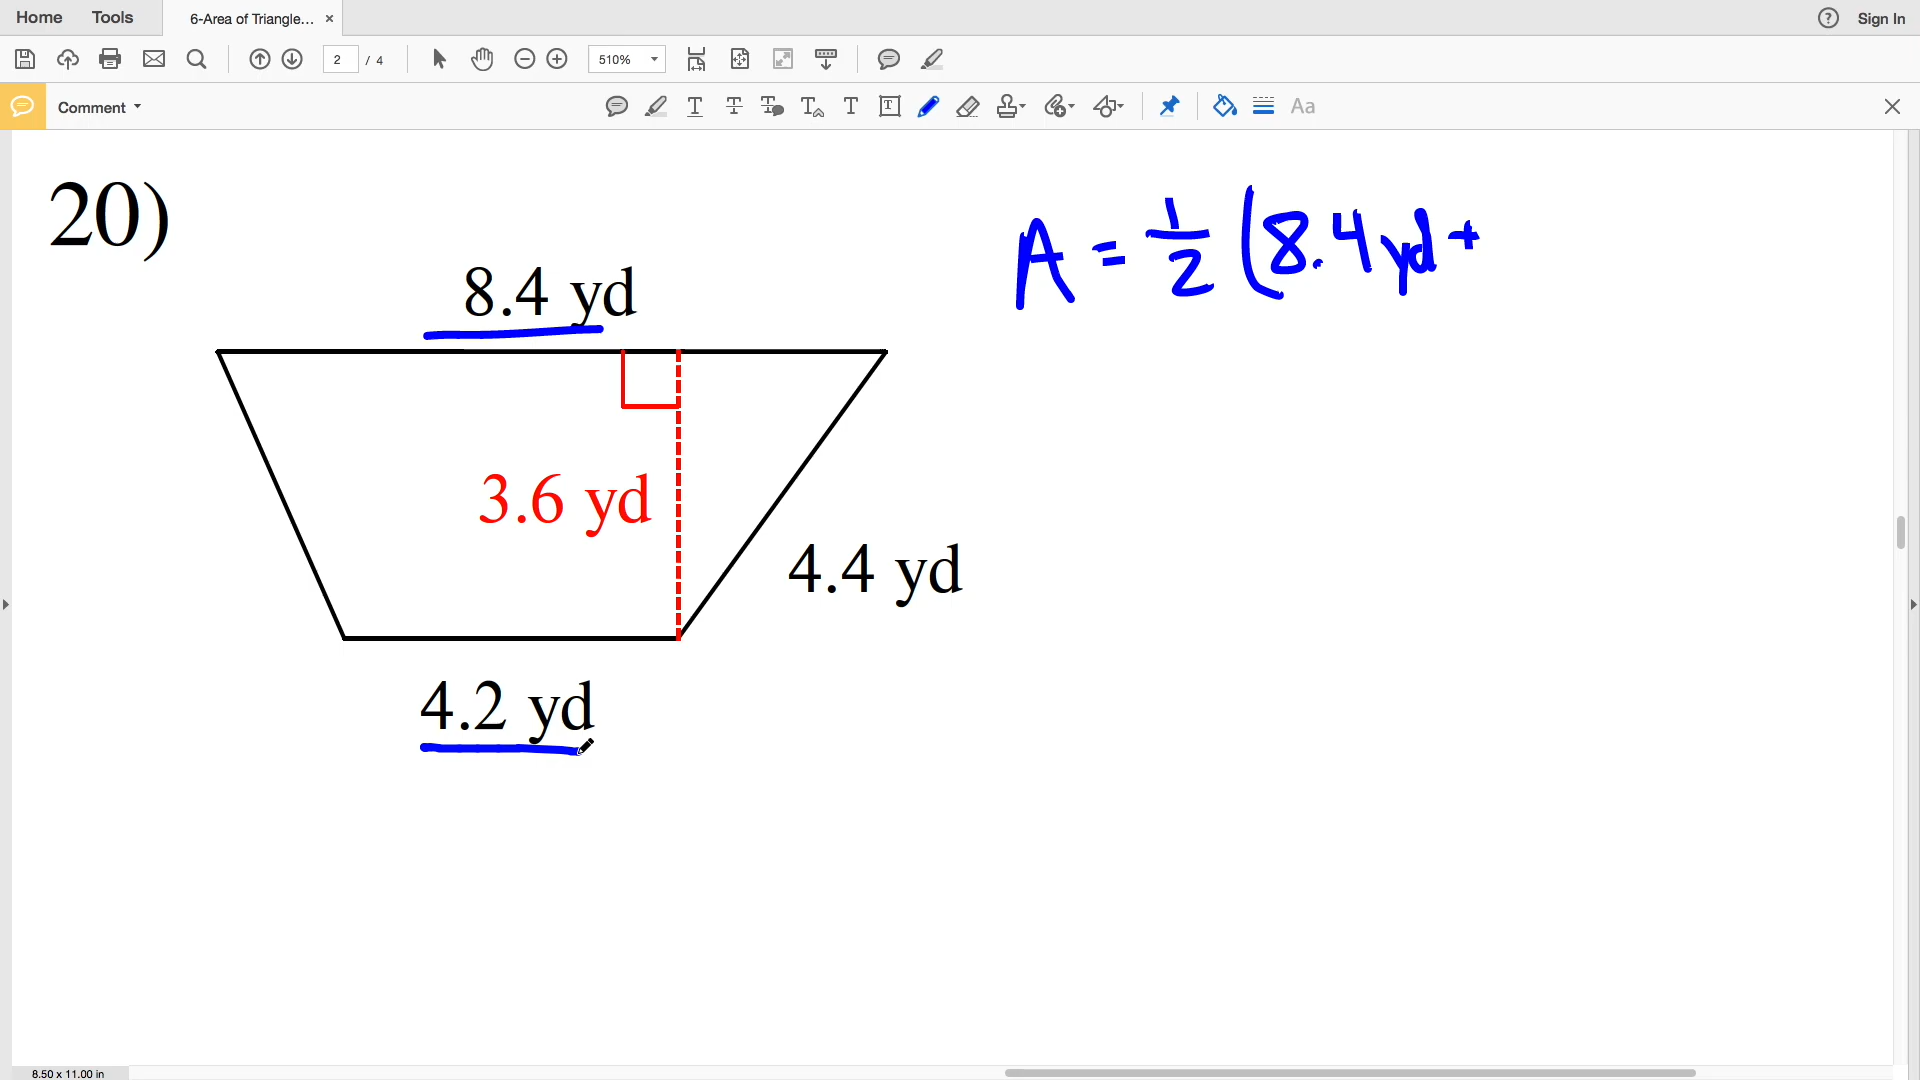 Home Tools 6-Area of Triangle... × ? Sign In
2 / 4 510%
Comment T T T T T T Aa
20)
A = 1/2 (8.4 yd +
8.4 yd
3.6 yd
4.4 yd
4.2 yd
8.50 x 11.00 in